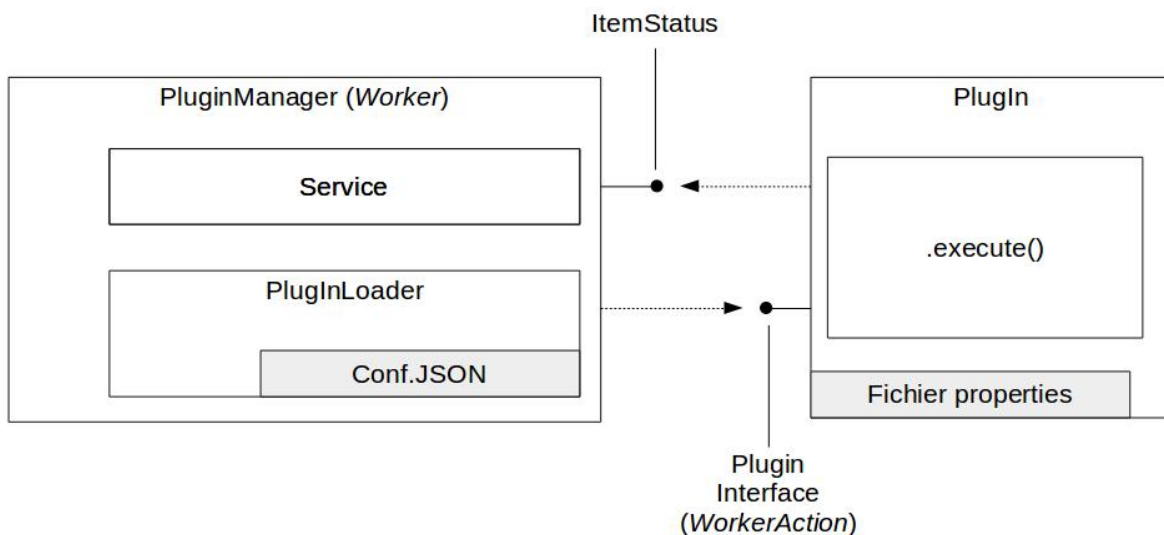 ItemStatus
PluginManager (Worker)
PlugIn
Service
.execute()
PlugInLoader
Conf.JSON
Fichier properties
Plugin
Interface
(WorkerAction)